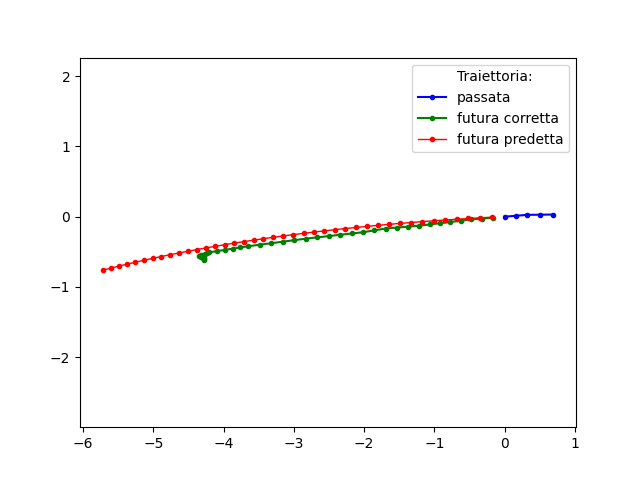 Traiettoria:
passata
futura corretta
futura predetta
2
1
0
−1
−2
−6 −5 −4 −3 −2 −1 0 1